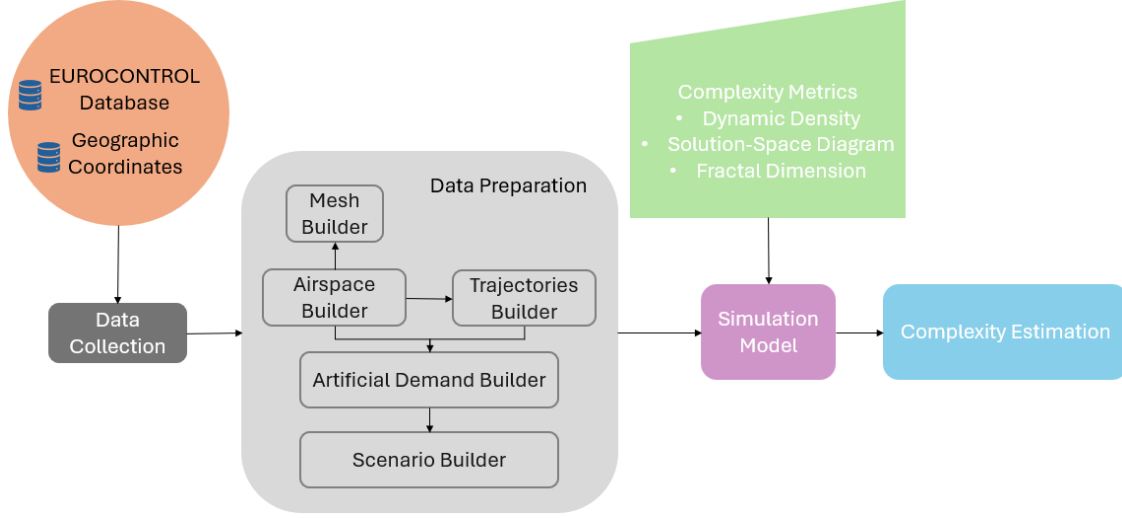 EUROCONTROL
Database
Geographic
Coordinates
Data
Collection
Data Preparation
Mesh
Builder
Airspace
Builder
Trajectories
Builder
Artificial Demand Builder
Scenario Builder
Complexity Metrics
• Dynamic Density
• Solution-Space Diagram
• Fractal Dimension
Simulation
Model
Complexity Estimation